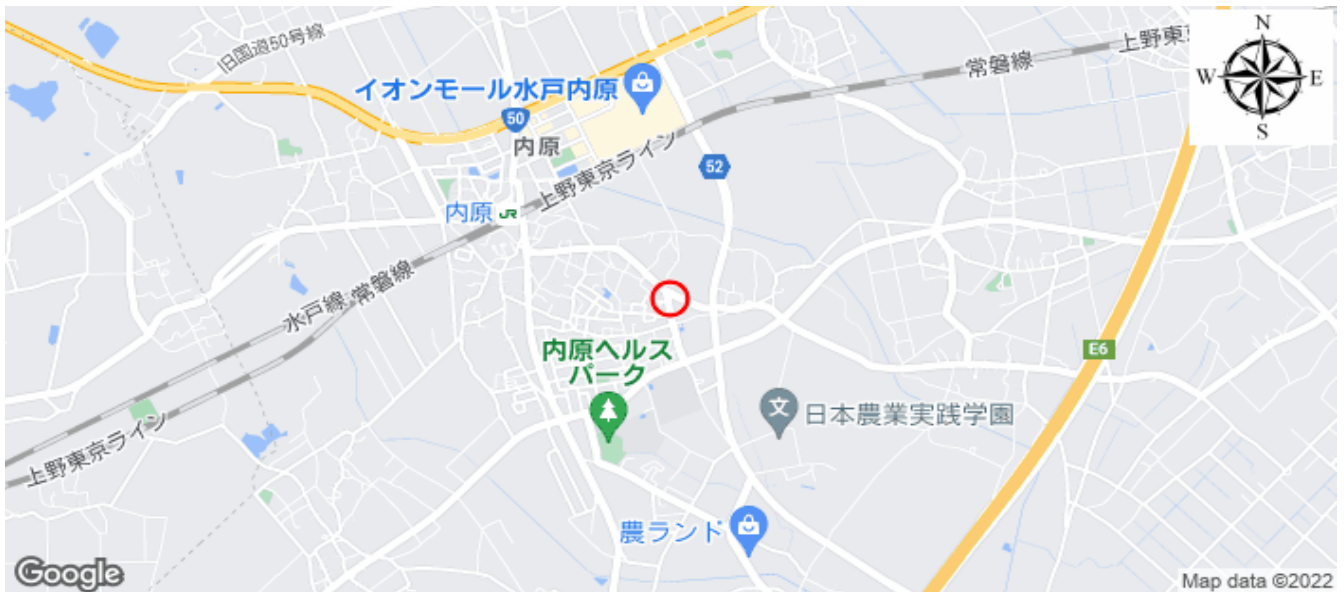 旧国道50号線
上野東京
N
W
E
S
常磐線
イオンモール水戸内原
50
内原
上野東京ライン
52
内原
JR
水戸線
常磐線
内原ヘルス
パーク
E6
文
日本農業実践学園
上野東京ライン
農ランド
Google
Map data ©2022